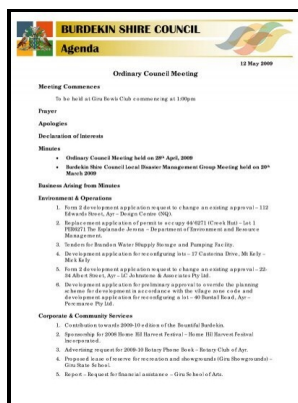 BURDEKIN SHIRE COUNCIL
Agenda
12 May 2009
Ordinary Council Meeting
Meeting Commences
To be held at Giru Bowls Club commencing at 1:00pm
Prayer
Apologies
Declaration of Interests
Minutes
• Ordinary Council Meeting held on 28th April, 2009
• Burdekin Shire Council Local Disaster Management Group Meeting held on 20th
March 2009
Business Arising from Minutes
Environment & Operations
1. Form 2 development application request to change an existing approval – 112
Edwards Street, Ayr – Design Centre (NQ).
2. Replacement application of permit to occupy 44/6271 (Creek Hut) – Lot 1
The Esplanade Jerona – Department of Environment and Resource
Management.
3. Tenders for Brandon Water Supply Storage and Pumping Facility.
4. Development application for reconfiguring lots – 17 Casterina Drive, Mt Kelly –
Mick Kelly
5. Form 2 development application request to change an existing approval – 22-
24 Albert Street, Ayr – LC Johnstone & Associates Pty Ltd.
6. Development application for preliminary approval to override the planning
scheme for development in accordance with the village zone code and
development application for reconfiguring a lot – 40 Road, Ayr –
Pty Ltd.
Corporate & Community Services
1. Contribution towards 2009-10 edition of the Bountiful Burdekin.
2. Sponsorship for 2008 Home Hill Harvest Festival – Home Hill Harvest Festival
Incorporated.
3. Advertising request for 2009-10 Rotary Phone Book – Rotary Club of Ayr.
4. Proposed lease of reserve for recreation and showgrounds (Giru Showgrounds) –
Giru State School.
5. Report – Request for financial assistance – Giru School of Arts.